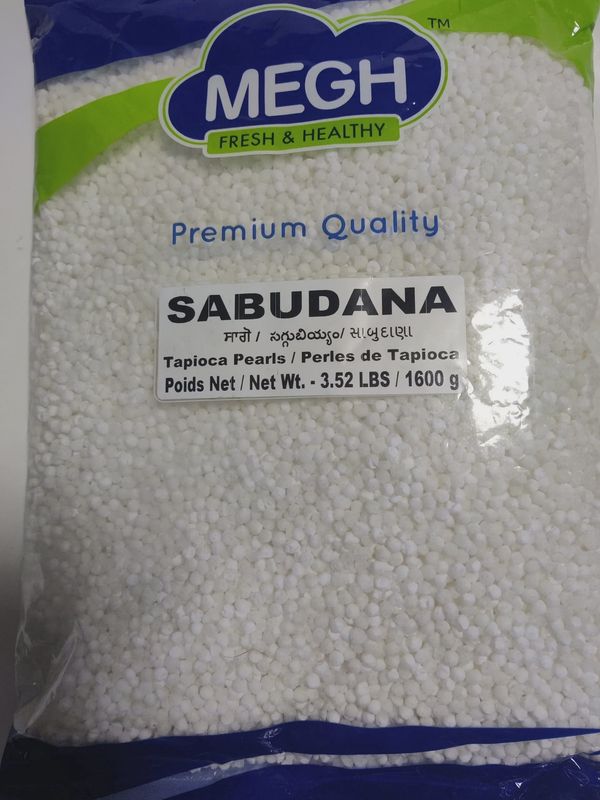 TM
MEGH
FRESH & HEALTHY
Premium Quality
SABUDANA
ਸਾਗੋ / సగ్గుబియ్యం/ સાબુદાણા
Tapioca Pearls / Perles de Tapioca
Poids Net / Net Wt. - 3.52 LBS / 1600 g